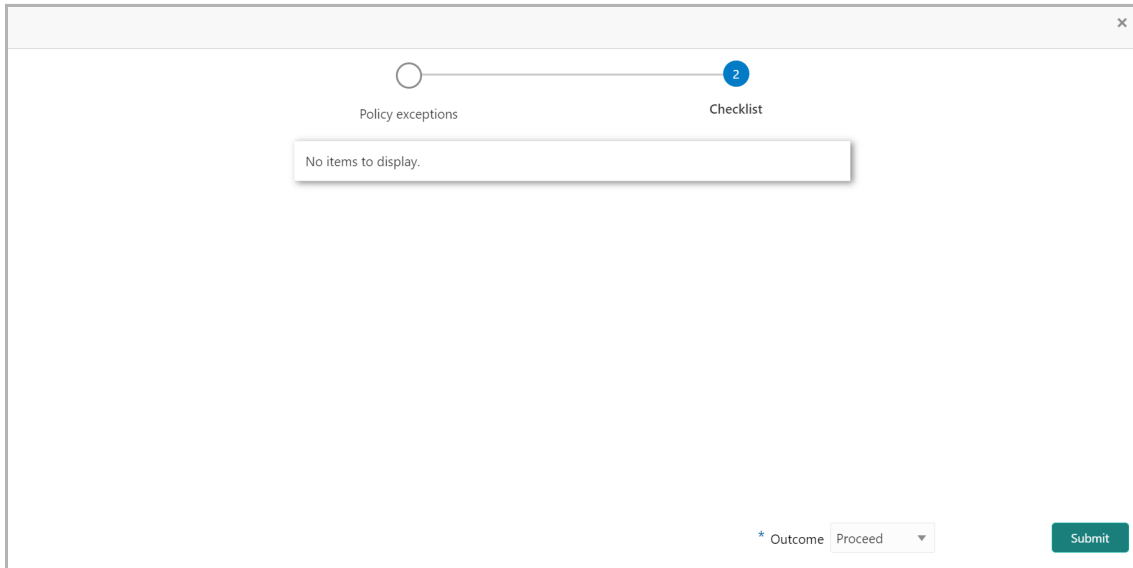 ×
2
Policy exceptions
Checklist
No items to display.
* Outcome Proceed
Submit